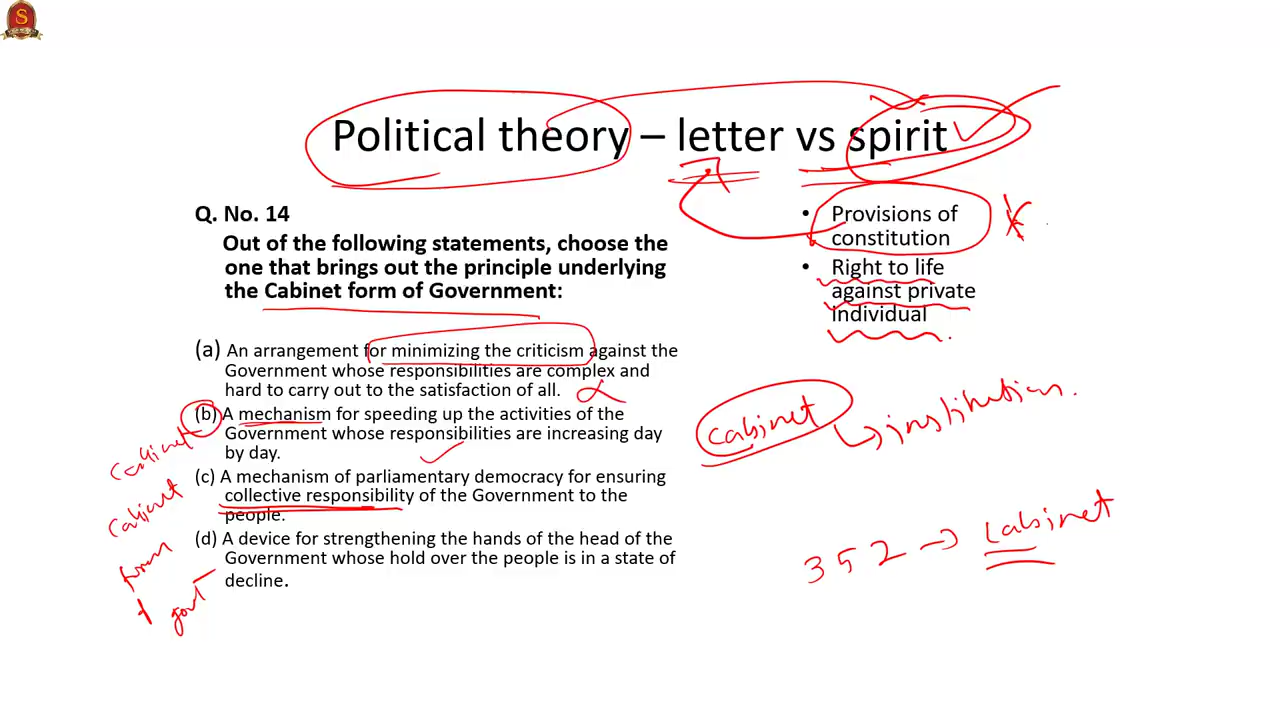 S
Political theory – letter vs spirit
Q. No. 14
Out of the following statements, choose the
one that brings out the principle underlying
the Cabinet form of Government:
(a) An arrangement for minimizing the criticism against the
Government whose responsibilities are complex and
hard to carry out to the satisfaction of all.
(b) A mechanism for speeding up the activities of the
Government whose responsibilities are increasing day
by day.
(c) A mechanism of parliamentary democracy for ensuring
collective responsibility of the Government to the
people.
(d) A device for strengthening the hands of the head of the
Government whose hold over the people is in a state of
decline.
• Provisions of
constitution
• Right to life
against private
individual
cabinet
institution.
352 → Cabinet
Cabinet
Cabinet
form
of
govt